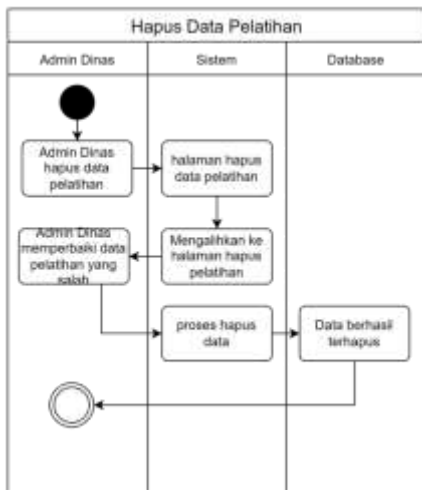 Hapus Data Pelatihan
Admin Dinas
Sistem
Database
Admin Dinas
hapus data
pelatihan
halaman hapus
data pelatihan
Admin Dinas
memperbaiki data
pelatihan yang
salah
Mengalihkan ke
halaman hapus
pelatihan
proses hapus
data
Data berhasil
terhapus